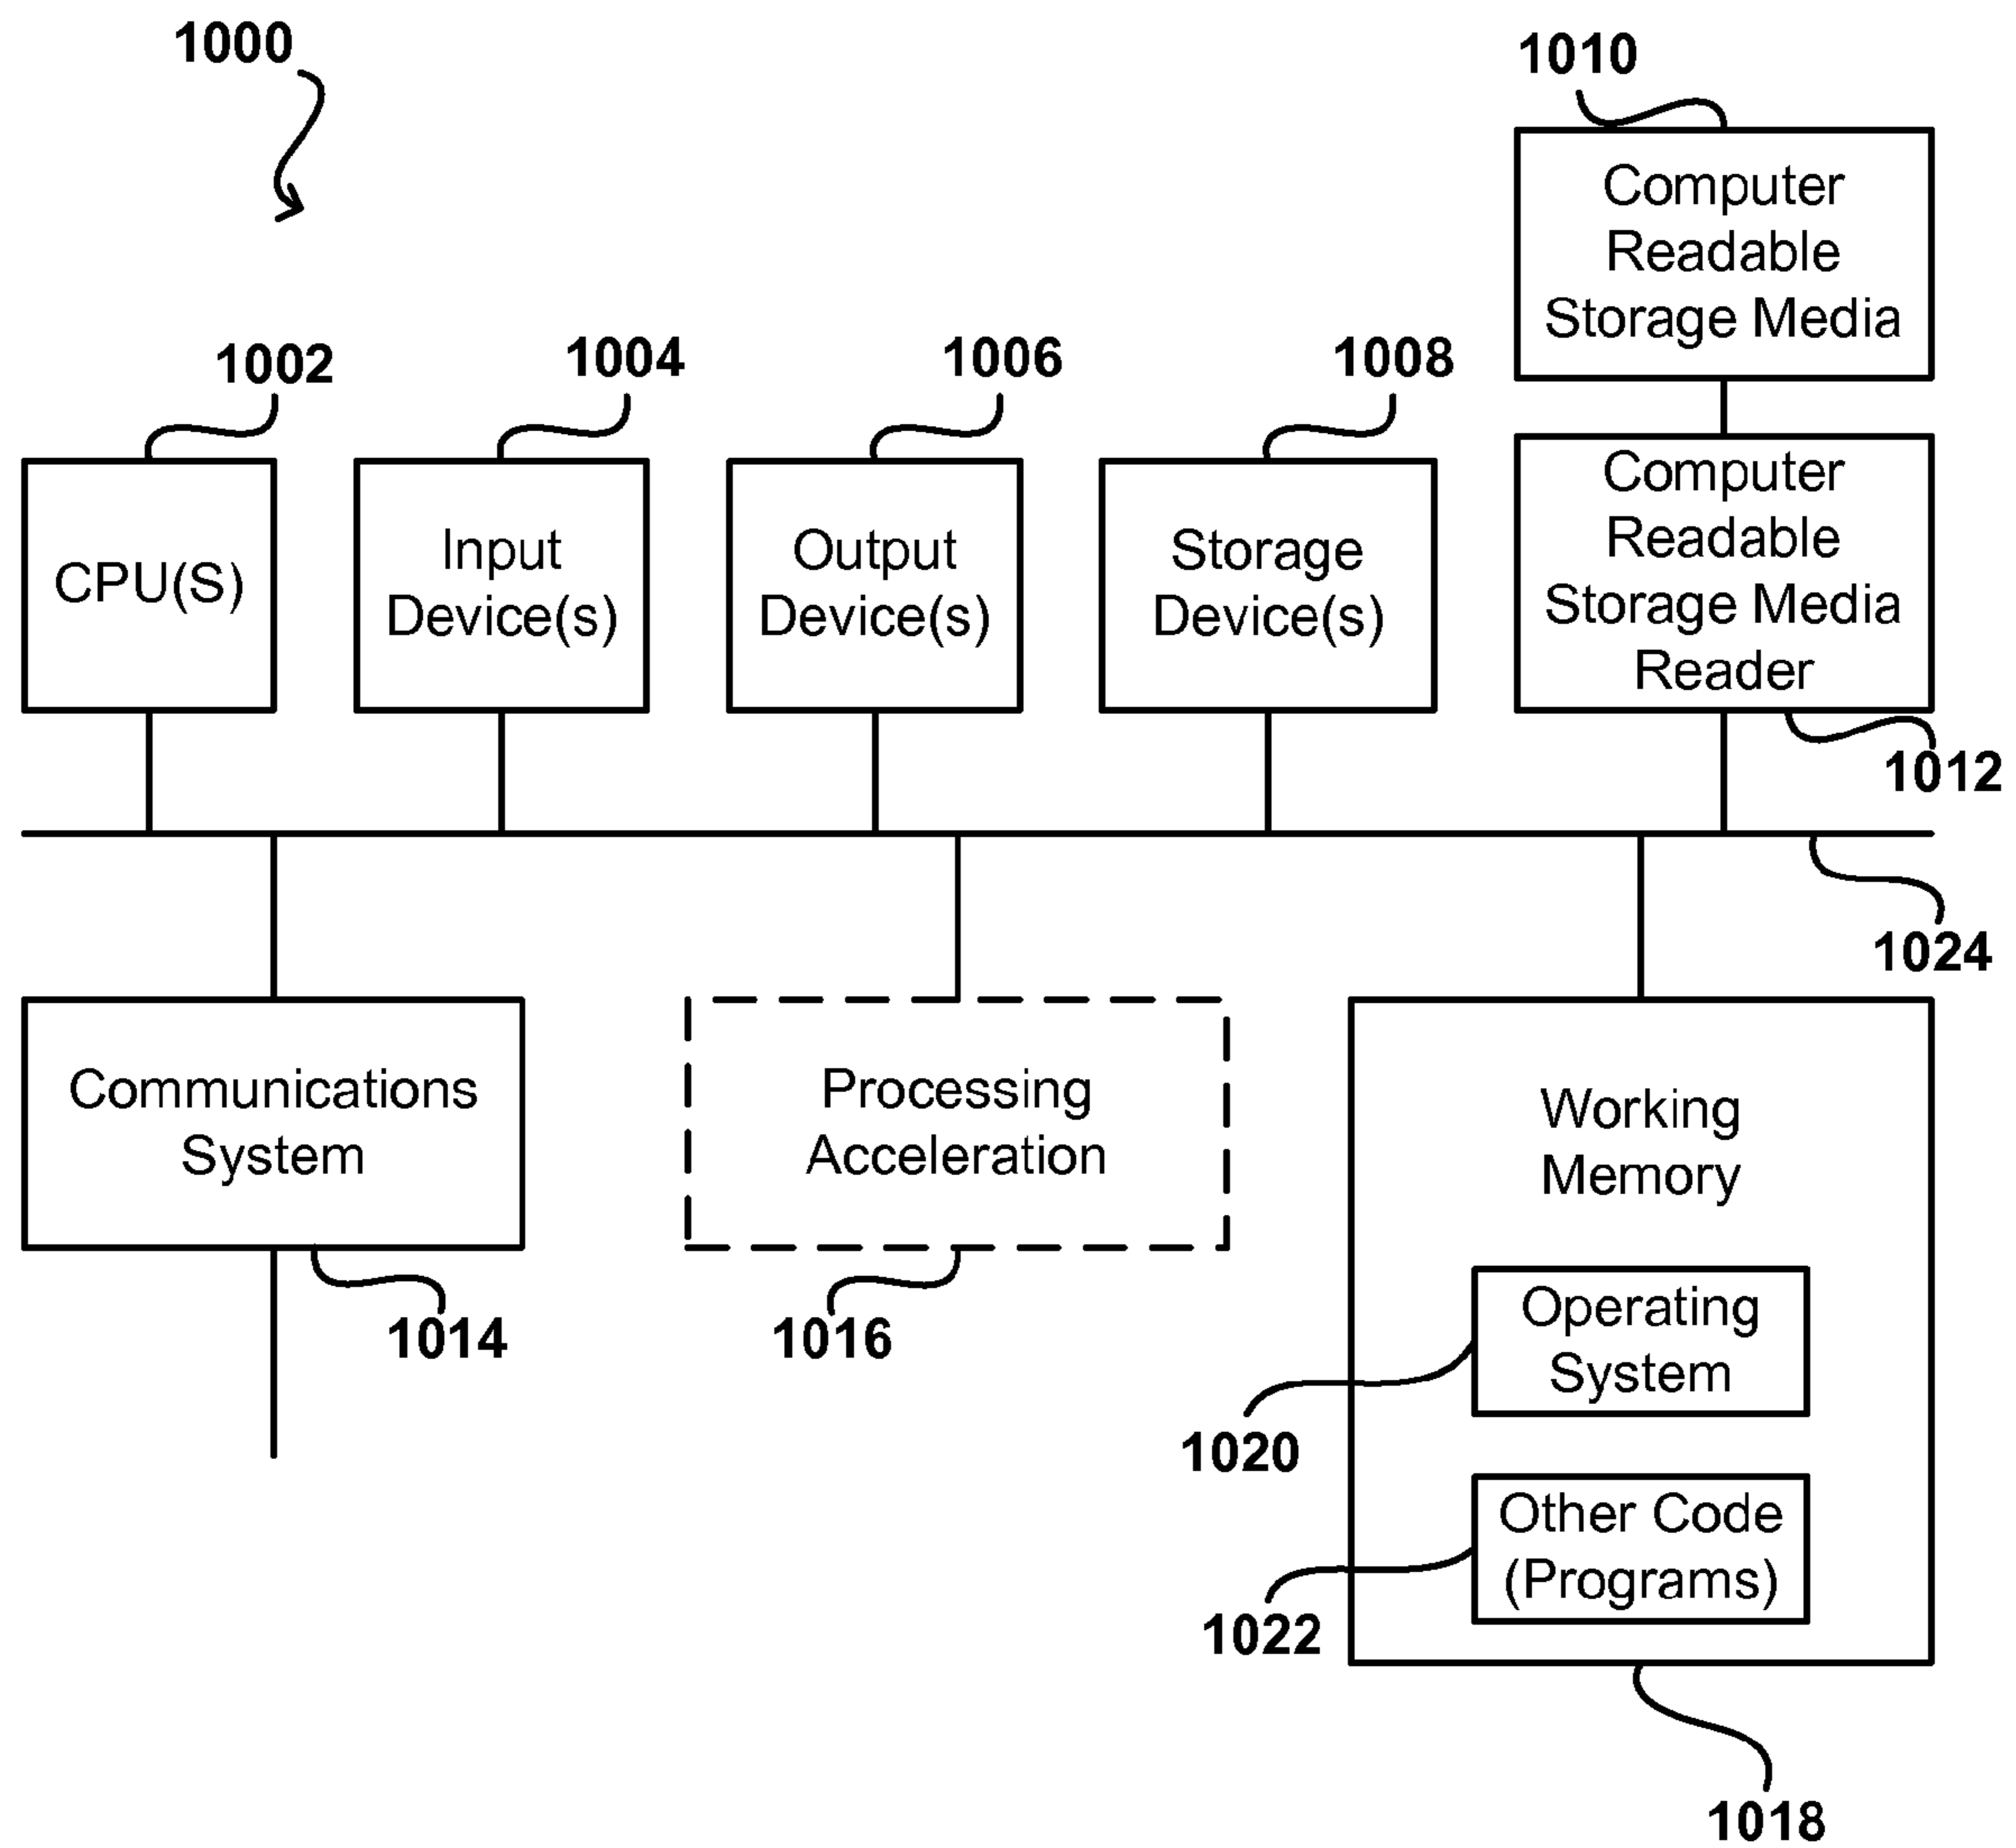 1000
1010
Computer
Readable
Storage Media
1002
1004
1006
1008
CPU(S)
Input
Device(s)
Output
Device(s)
Storage
Device(s)
Computer
Readable
Storage Media
Reader
1012
1024
Communications
System
1014
Processing
Acceleration
1016
Working
Memory
Operating
System
1020
Other Code
(Programs)
1022
1018